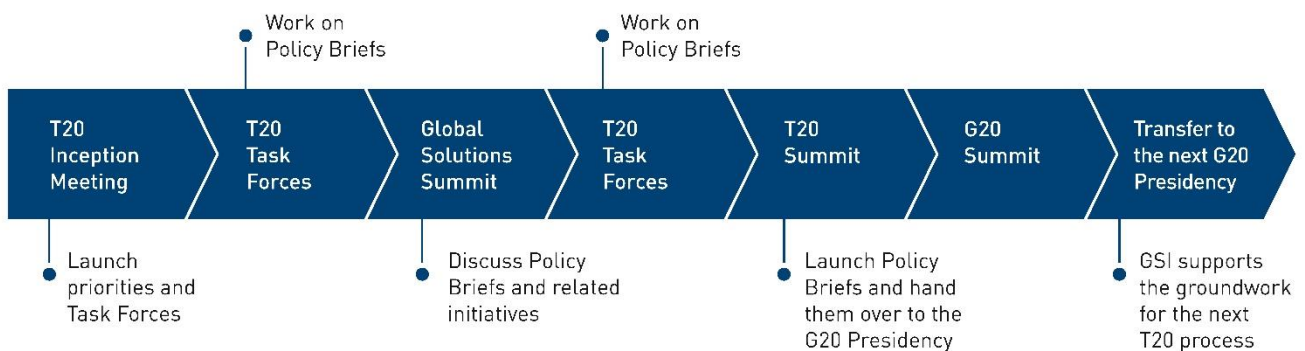 Work on
Policy Briefs
Work on
Policy Briefs
T20
Inception
Meeting
T20
Task
Forces
Global
Solutions
Summit
T20
Task
Forces
T20
Summit
G20
Summit
Transfer to
the next G20
Presidency
Launch
priorities and
Task Forces
Discuss Policy
Briefs and related
initiatives
Launch Policy
Briefs and hand
them over to the
G20 Presidency
GSI supports
the groundwork
for the next
T20 process